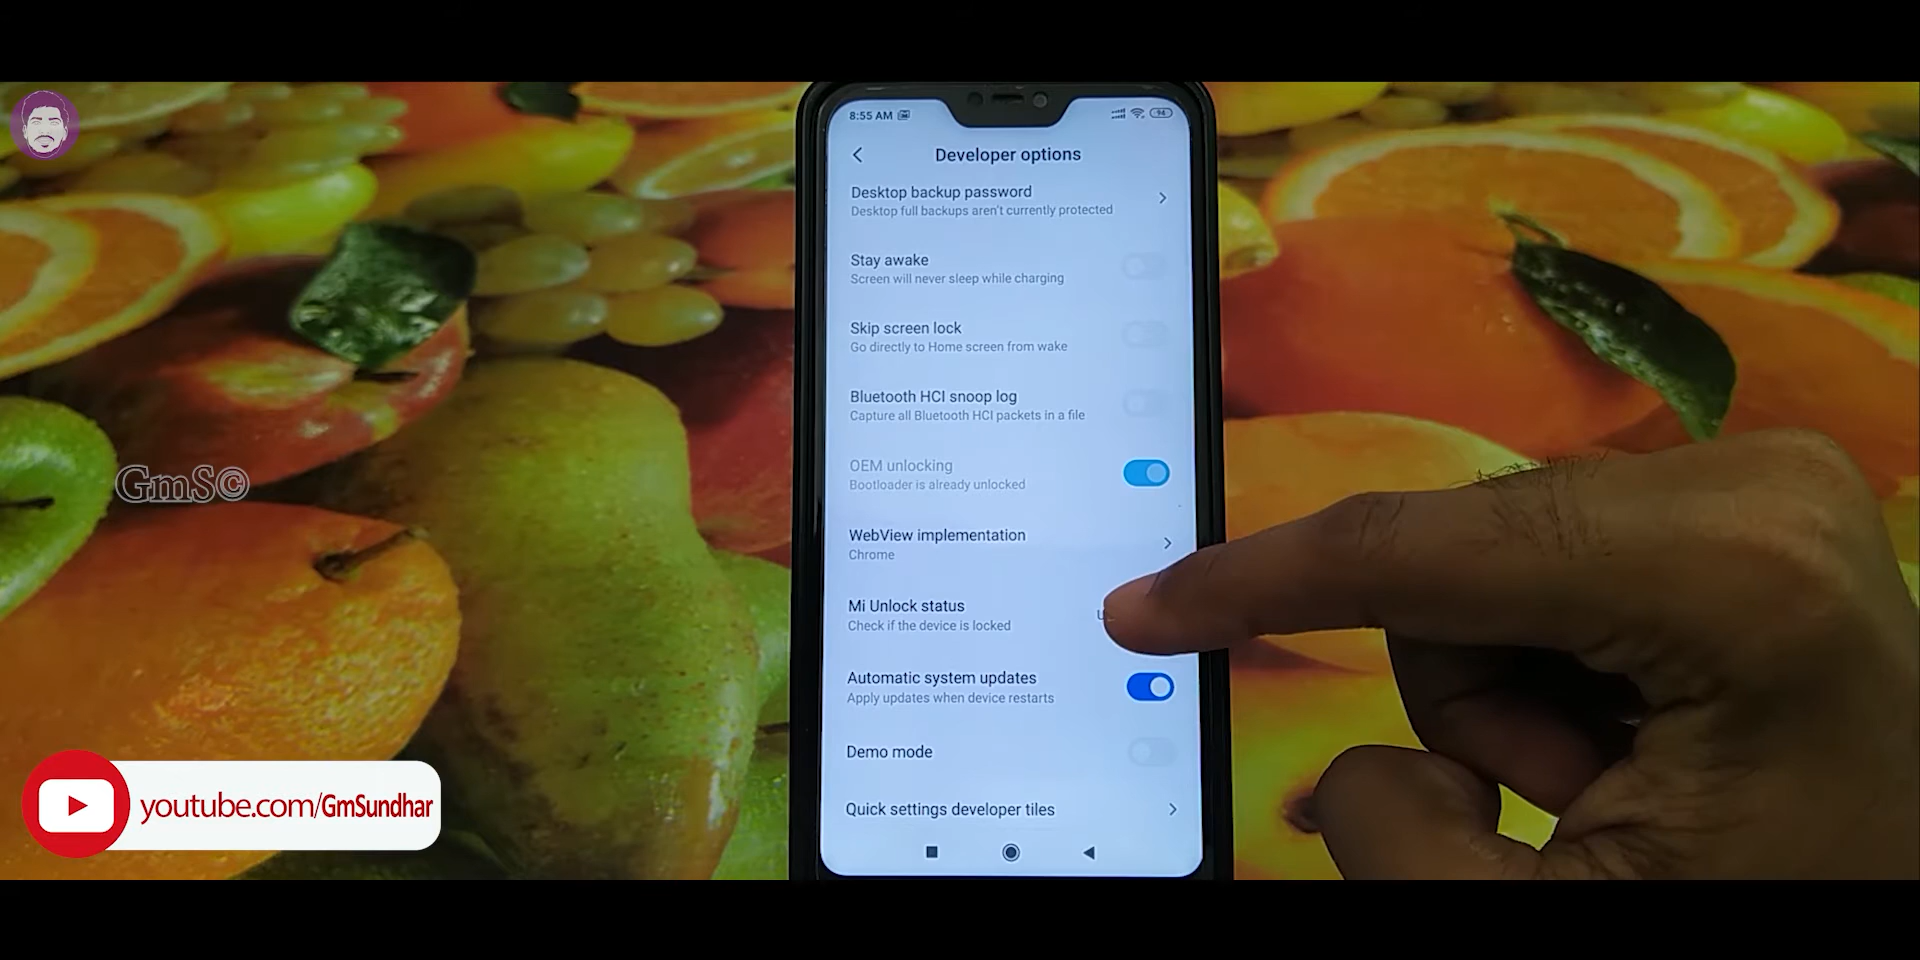 8:55 AM
94
Developer options
Desktop backup password
Desktop full backups aren't currently protected
Stay awake
Screen will never sleep while charging
Skip screen lock
Go directly to Home screen from wake
Bluetooth HCI snoop log
Capture all Bluetooth HCI packets in a file
OEM unlocking
Bootloader is already unlocked
WebView implementation
Chrome
Mi Unlock status
Check if the device is locked
Automatic system updates
Apply updates when device restarts
Demo mode
Quick settings developer tiles
GmS©
youtube.com/GmSundhar